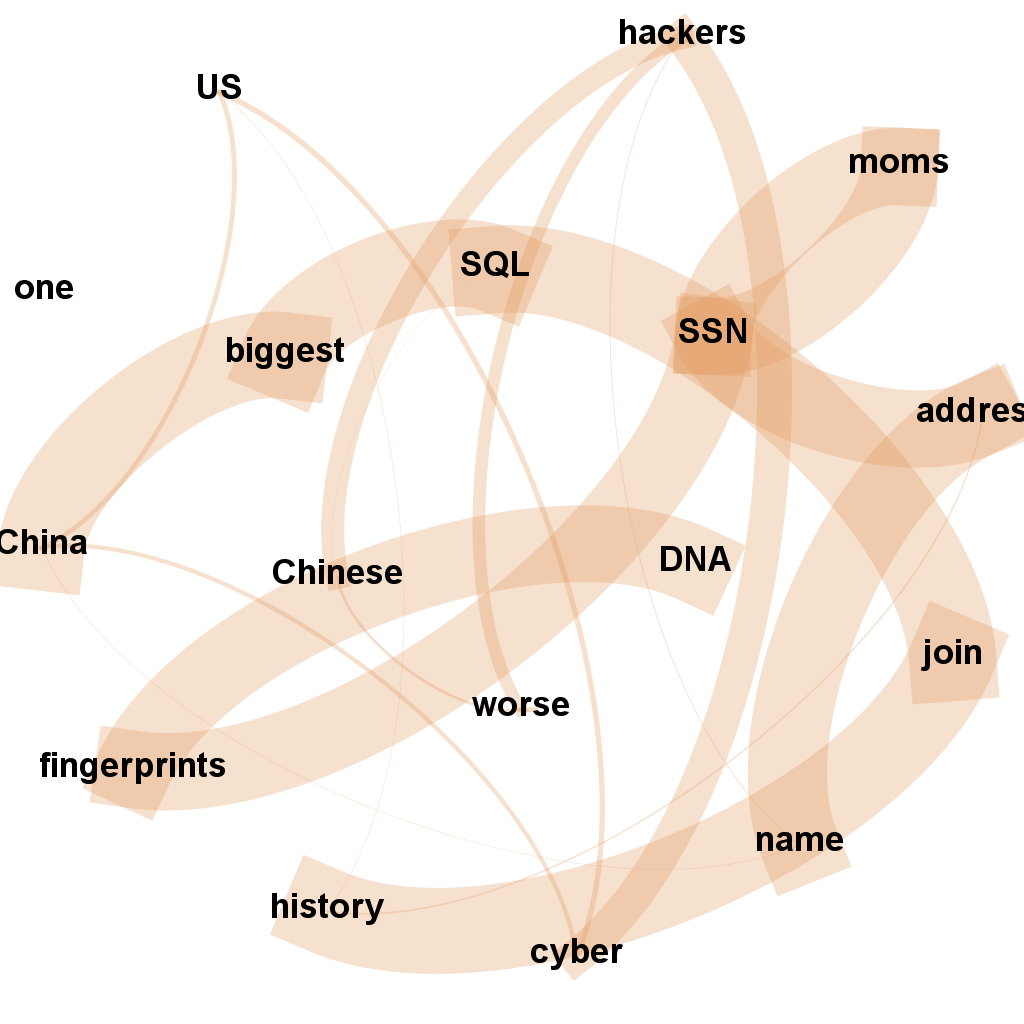 hackers
US
moms
SQL
one
SSN
biggest
addres
China
DNA
Chinese
join
worse
fingerprints
name
history
cyber